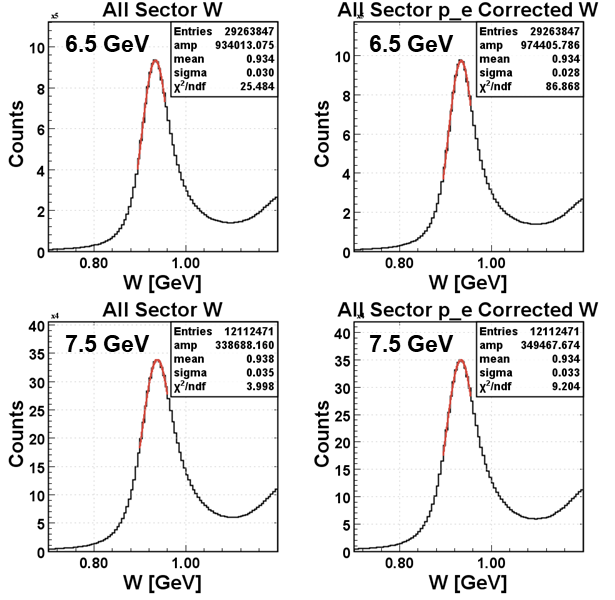 All Sector W
x5
6.5 GeV
Entries 29263847
amp 934013.075
mean 0.934
sigma 0.030
χ²/ndf 25.484
10
8
6
4
2
0
Counts
0.80 1.00
W [GeV]
All Sector p_e Corrected W
x5
6.5 GeV
Entries 29263847
amp 974405.786
mean 0.934
sigma 0.028
χ²/ndf 86.868
10
8
6
4
2
0
Counts
0.80 1.00
W [GeV]
All Sector W
x4
7.5 GeV
Entries 12112471
amp 338688.160
mean 0.938
sigma 0.035
χ²/ndf 3.998
40
35
30
25
20
15
10
5
0
Counts
0.80 1.00
W [GeV]
All Sector p_e Corrected W
x4
7.5 GeV
Entries 12112471
amp 349467.674
mean 0.934
sigma 0.033
χ²/ndf 9.204
40
35
30
25
20
15
10
5
0
Counts
0.80 1.00
W [GeV]